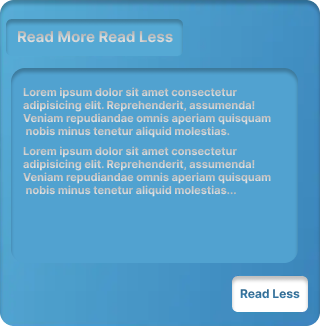 Read More Read Less
Lorem ipsum dolor sit amet consectetur
adipisicing elit. Reprehenderit, assumenda!
Veniam repudiandae omnis aperiam quisquam
nobis minus tenetur aliquid molestias.
Lorem ipsum dolor sit amet consectetur
adipisicing elit. Reprehenderit, assumenda!
Veniam repudiandae omnis aperiam quisquam
nobis minus tenetur aliquid molestias...
Read Less